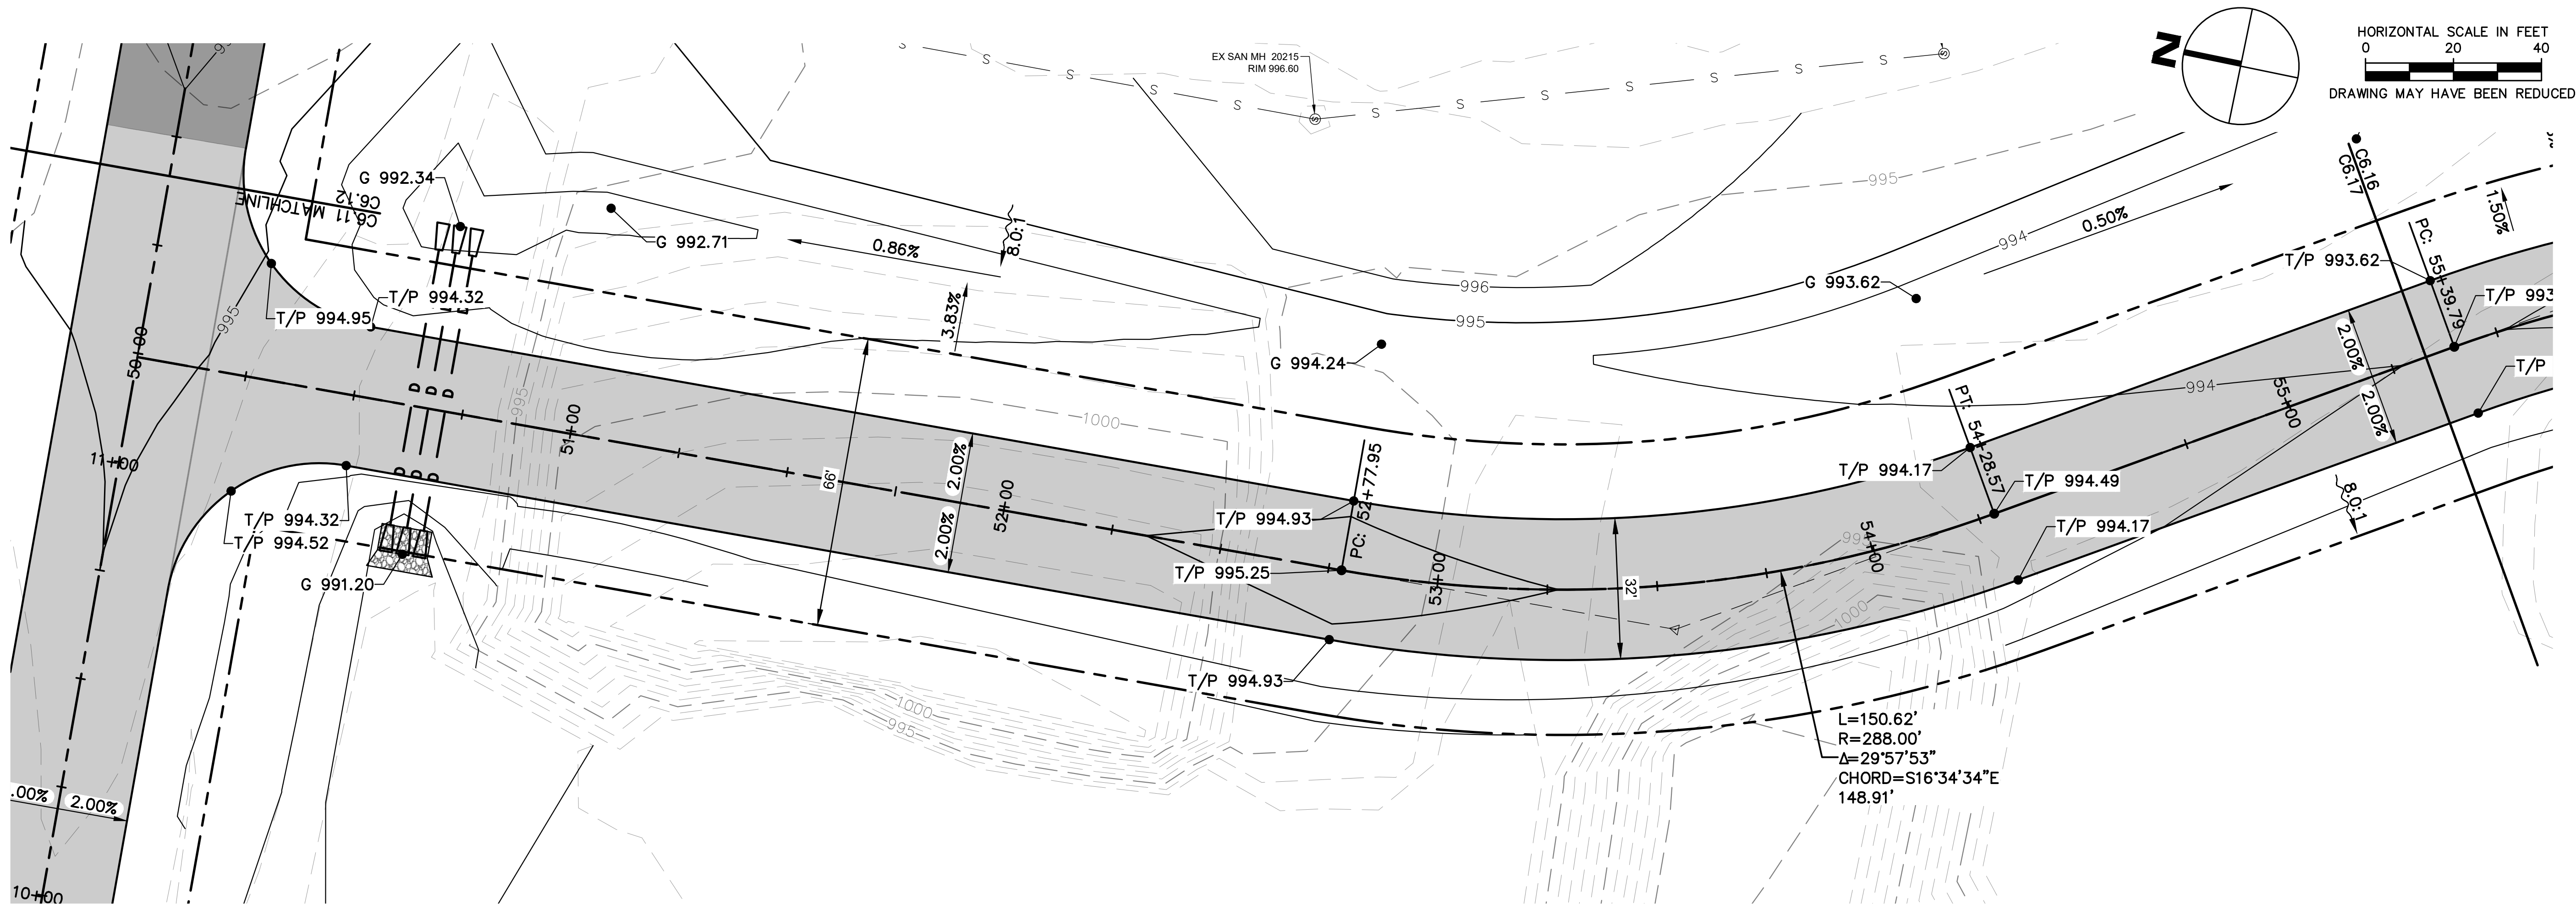 N
HORIZONTAL SCALE IN FEET
0 20 40
DRAWING MAY HAVE BEEN REDUCED
EX SAN MH 20215
RIM 996.60
S S S S S S S S S S S
S
S
G 992.34
C6.11 MATCHLINE
C6.12
G 992.71
0.86%
8.0:1
996
995
995
994
0.50%
G 993.62
G 994.24
C6.16
C6.17
1.50%
PC: 55+39.79
T/P 993.62
T/P 993
T/P
2.00%
2.00%
55+00
994
8.0:1
T/P 994.95
T/P 994.32
995
3.83%
50+00
11+00
D D D
D D D
995
51+00
1000
66'
2.00%
2.00%
52+00
PC: 52+77.95
T/P 994.93
T/P 995.25
53+00
32'
T/P 994.93
PT: 54+28.57
T/P 994.17
T/P 994.49
T/P 994.17
54+00
1000
T/P 994.32
T/P 994.52
G 991.20
1000
995
L=150.62'
R=288.00'
Δ=29°57'53"
CHORD=S16°34'34"E
148.91'
.00%
2.00%
10+00